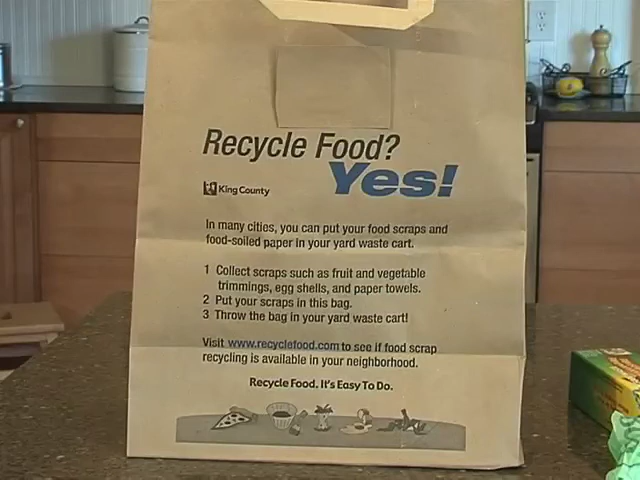 Recycle Food?
Yes!
King County
In many cities, you can put your food scraps and
food-soiled paper in your yard waste cart.
1 Collect scraps such as fruit and vegetable
trimmings, egg shells, and paper towels.
2 Put your scraps in this bag.
3 Throw the bag in your yard waste cart!
Visit www.recyclefood.com to see if food scrap
recycling is available in your neighborhood.
Recycle Food. It's Easy To Do.